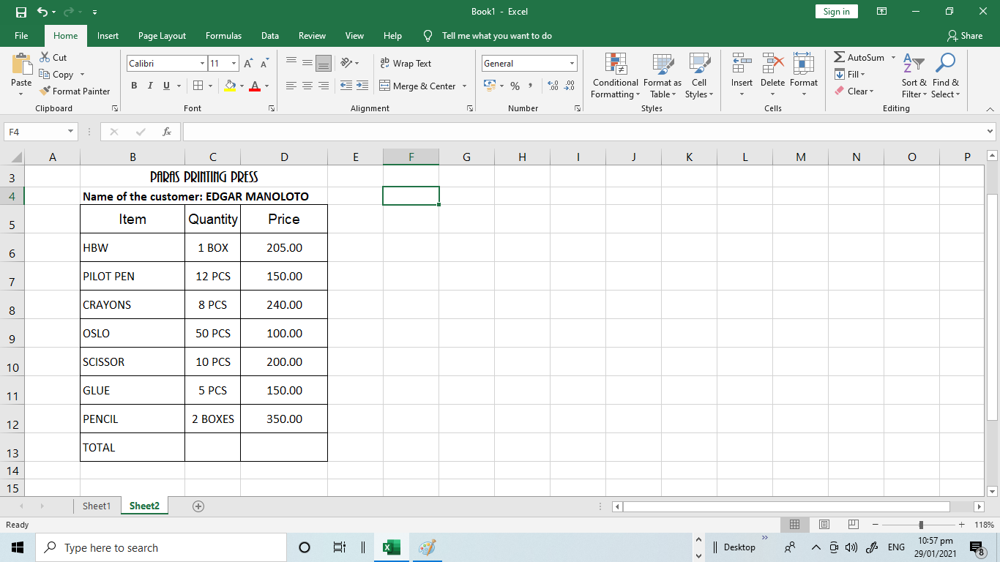 Book1 - Excel
Sign in
File Home Insert Page Layout Formulas Data Review View Help Tell me what you want to do Share
Paste Cut Copy Format Painter Clipboard
Calibri 11 A A B I U A Font
ab Wrap Text Merge & Center Alignment
General % , .00 .0 Number
Conditional Formatting Format as Table Cell Styles Styles
Insert Delete Format Cells
AutoSum Fill Clear Sort & Filter Find & Select Editing
F4 fx
A B C D E F G H I J K L M N O P
3 PARAS PRINTING PRESS
4 Name of the customer: EDGAR MANOLOTO
5 Item Quantity Price
6 HBW 1 BOX 205.00
7 PILOT PEN 12 PCS 150.00
8 CRAYONS 8 PCS 240.00
9 OSLO 50 PCS 100.00
10 SCISSOR 10 PCS 200.00
11 GLUE 5 PCS 150.00
12 PENCIL 2 BOXES 350.00
13 TOTAL
14
15
Sheet1 Sheet2
Ready 118%
Type here to search Desktop ENG 10:57 pm
29/01/2021 8